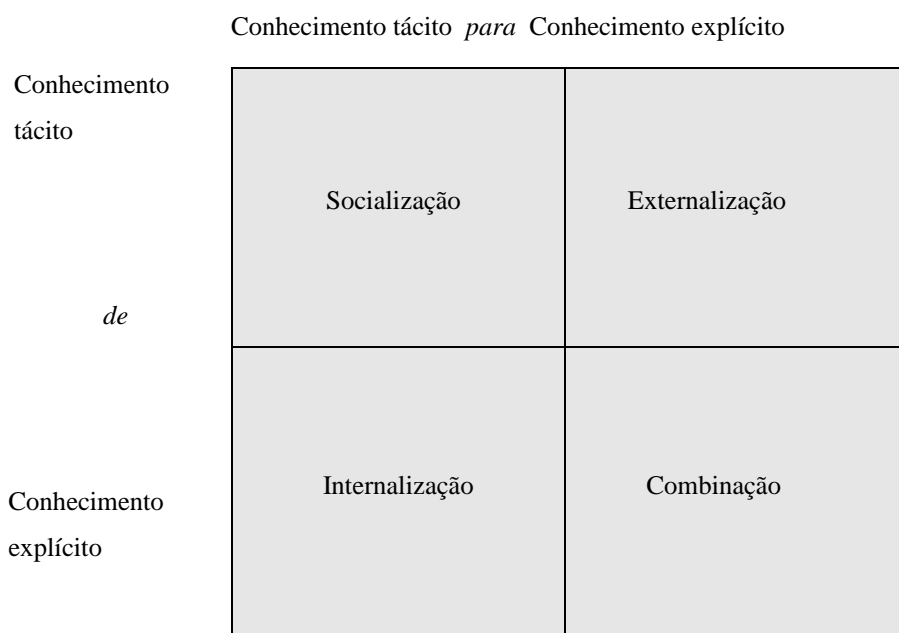 Conhecimento tácito para Conhecimento explícito
Conhecimento
tácito
Socialização
Externalização
de
Internalização
Combinação
Conhecimento
explícito